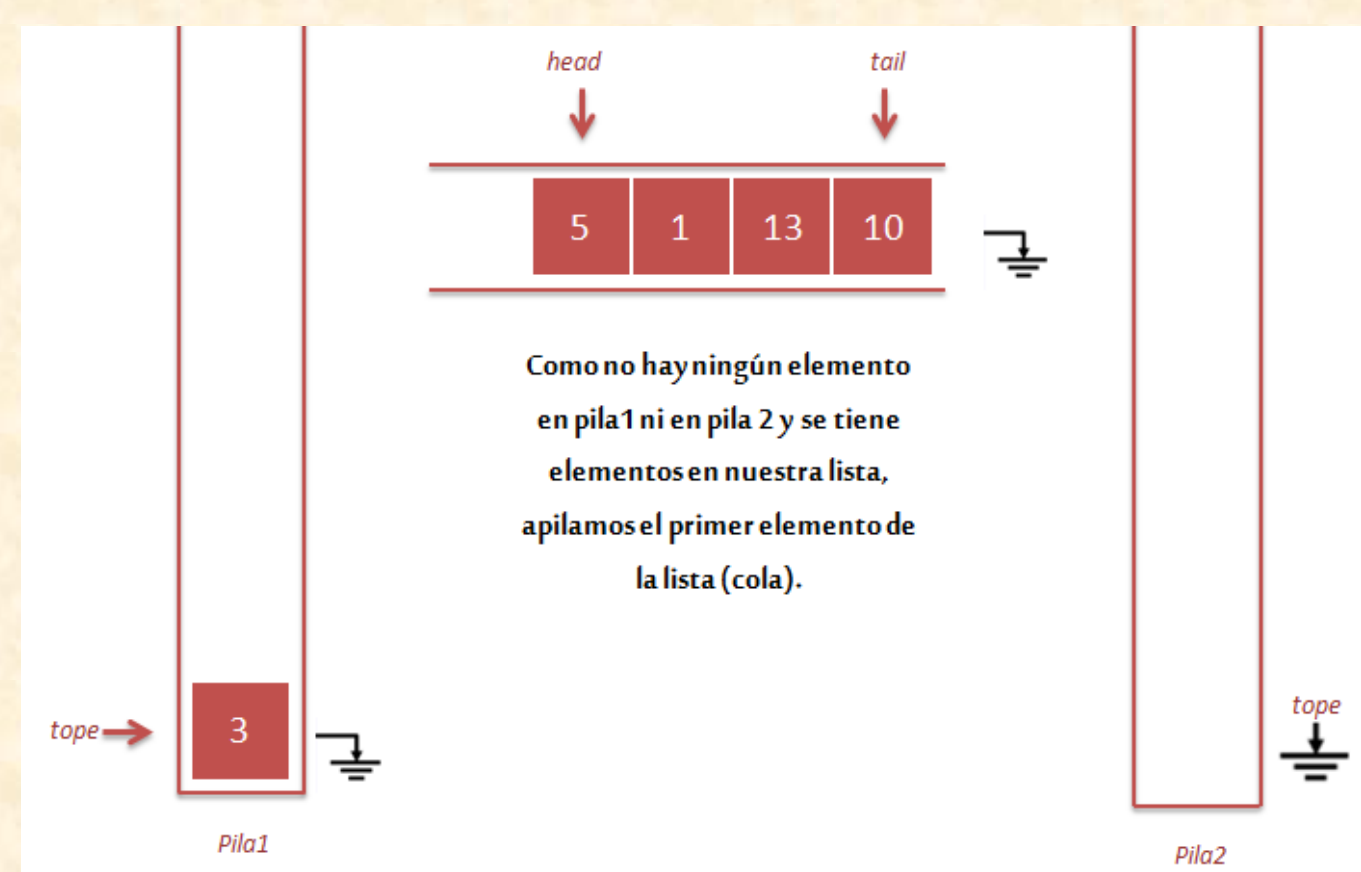 head
tail
5 1 13 10
Como no hay ningún elemento
en pila1 ni en pila 2 y se tiene
elementos en nuestra lista,
apilamos el primer elemento de
la lista (cola).
tope
3
tope
Pila1
Pila2